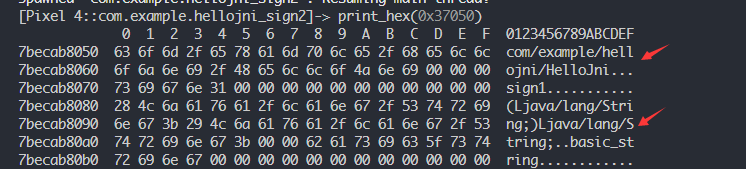 spawned `com.example.hellojni_sign2`. Resuming main thread!
[Pixel 4::com.example.hellojni_sign2]-> print_hex(0x37050)
0 1 2 3 4 5 6 7 8 9 A B C D E F 0123456789ABCDEF
7becab8050 63 6f 6d 2f 65 78 61 6d 70 6c 65 2f 68 65 6c 6c com/example/hell
7becab8060 6f 6a 6e 69 2f 48 65 6c 6c 6f 4a 6e 69 00 00 00 ojni/HelloJni...
7becab8070 73 69 67 6e 31 00 00 00 00 00 00 00 00 00 00 00 sign1...........
7becab8080 28 4c 6a 61 76 61 2f 6c 61 6e 67 2f 53 74 72 69 (Ljava/lang/Stri
7becab8090 6e 67 3b 29 4c 6a 61 76 61 2f 6c 61 6e 67 2f 53 ng;)Ljava/lang/S
7becab80a0 74 72 69 6e 67 3b 00 00 62 61 73 69 63 5f 73 74 tring;..basic_st
7becab80b0 72 69 6e 67 00 00 00 00 00 00 00 00 00 00 00 00 ring............